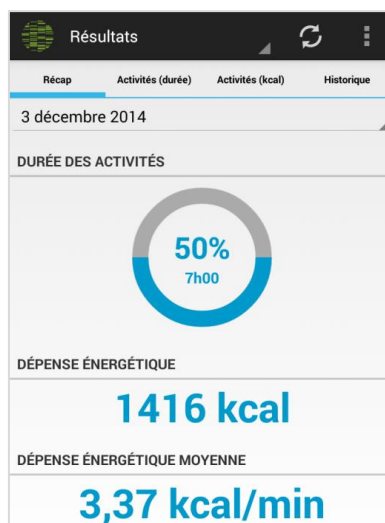 Résultats
Récap Activités (durée) Activités (kcal) Historique
3 décembre 2014
DURÉE DES ACTIVITÉS
50%
7h00
DÉPENSE ÉNERGÉTIQUE
1416 kcal
DÉPENSE ÉNERGÉTIQUE MOYENNE
3,37 kcal/min